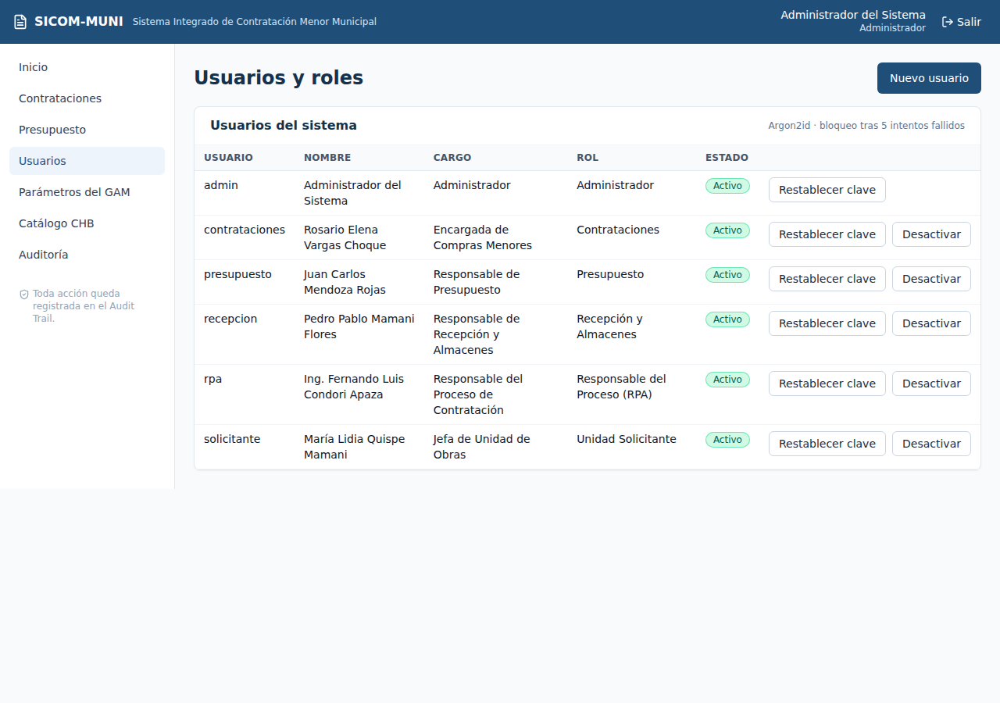 SICOM-MUNI Sistema Integrado de Contratación Menor Municipal
Administrador del Sistema
Administrador
Salir
Inicio
Contrataciones
Presupuesto
Usuarios
Parámetros del GAM
Catálogo CHB
Auditoría
Toda acción queda
registrada en el Audit
Trail.
Usuarios y roles
Nuevo usuario
Usuarios del sistema
Argon2id · bloqueo tras 5 intentos fallidos
USUARIO NOMBRE CARGO ROL ESTADO
admin Administrador del Administrador Administrador Activo Restablecer clave
Sistema
contrataciones Rosario Elena Encargada de Contrataciones Activo Restablecer clave Desactivar
Vargas Choque Compras Menores
presupuesto Juan Carlos Responsable de Presupuesto Activo Restablecer clave Desactivar
Mendoza Rojas Presupuesto
recepcion Pedro Pablo Mamani Responsable de Recepción y Activo Restablecer clave Desactivar
Flores Recepción y Almacenes
Almacenes
rpa Ing. Fernando Luis Responsable del Responsable del Activo Restablecer clave Desactivar
Condori Apaza Proceso de Proceso (RPA)
Contratación
solicitante María Lidia Quispe Jefa de Unidad de Unidad Solicitante Activo Restablecer clave Desactivar
Mamani Obras